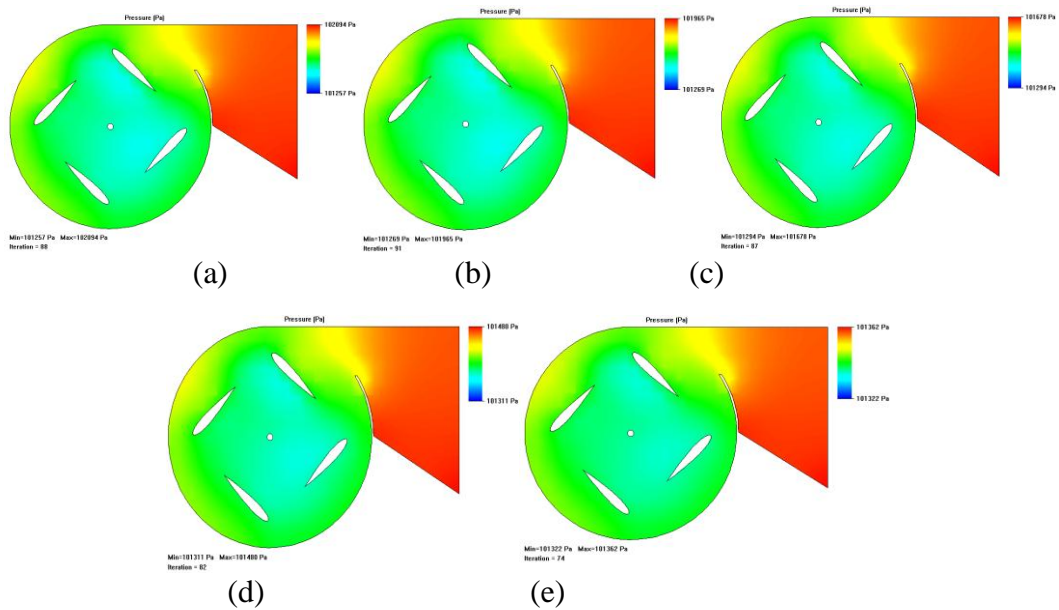 Pressure (Pa)
102094 Pa
101257 Pa
Min=101257 Pa Max=102094 Pa
Iteration = 88
(a)
Pressure (Pa)
101965 Pa
101269 Pa
Min=101269 Pa Max=101965 Pa
Iteration = 91
(b)
Pressure (Pa)
101678 Pa
101294 Pa
Min=101294 Pa Max=101678 Pa
Iteration = 87
(c)
Pressure (Pa)
101480 Pa
101311 Pa
Min=101311 Pa Max=101480 Pa
Iteration = 82
(d)
Pressure (Pa)
101362 Pa
101322 Pa
Min=101322 Pa Max=101362 Pa
Iteration = 74
(e)